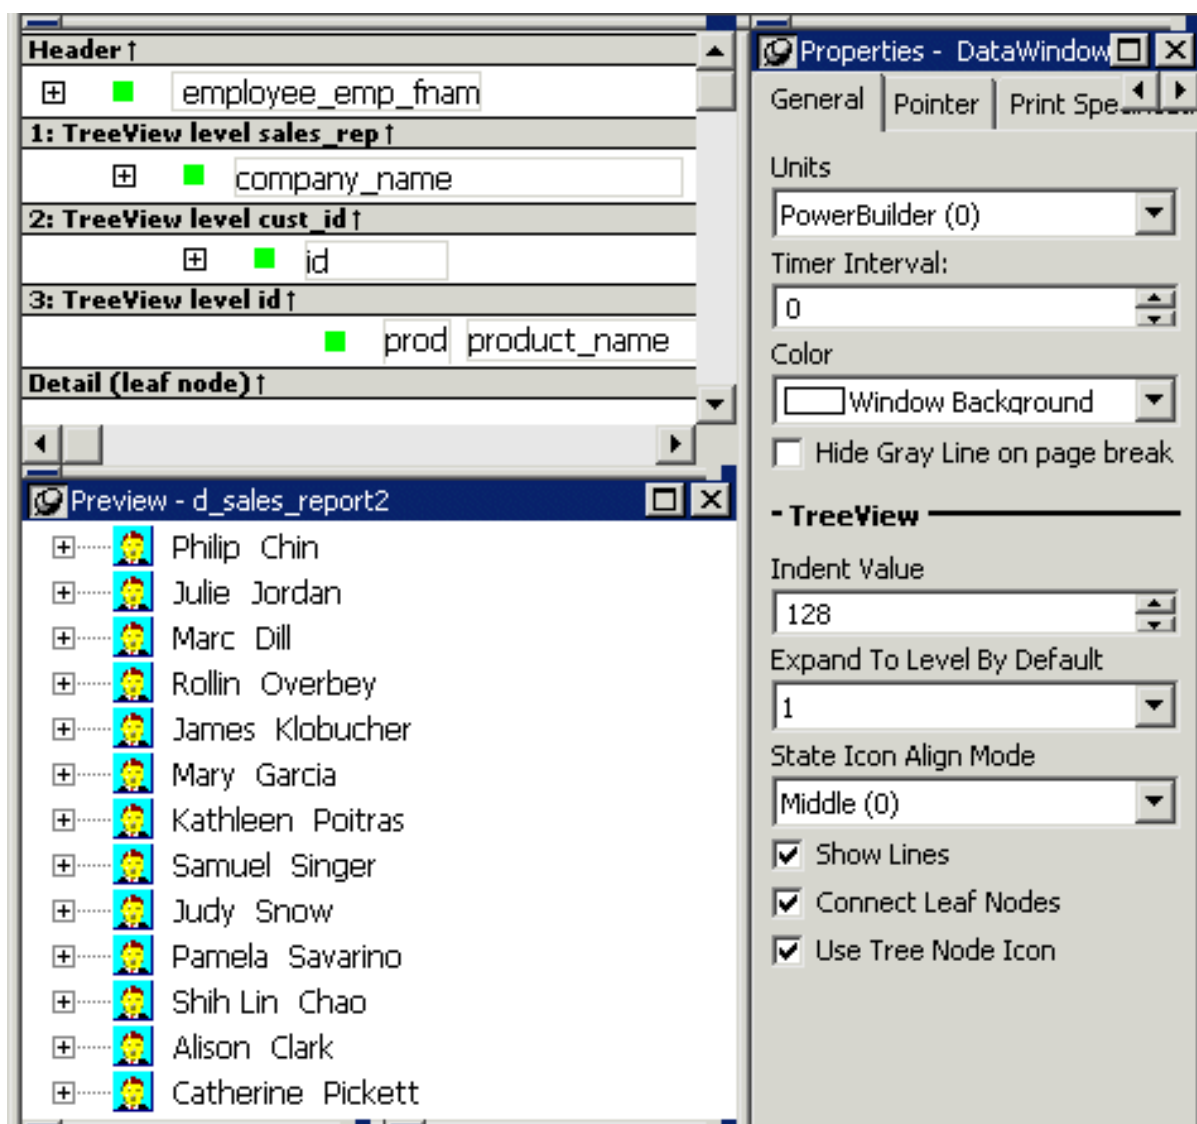 Header ↑
employee_emp_fnam
1: TreeView level sales_rep ↑
company_name
2: TreeView level cust_id ↑
id
3: TreeView level id ↑
prod product_name
Detail (leaf node) ↑
Preview - d_sales_report2
Philip Chin
Julie Jordan
Marc Dill
Rollin Overbey
James Klobucher
Mary Garcia
Kathleen Poitras
Samuel Singer
Judy Snow
Pamela Savarino
Shih Lin Chao
Alison Clark
Catherine Pickett
Properties - DataWindow
General Pointer Print
Units
PowerBuilder (0)
Timer Interval:
0
Color
Window Background
Hide Gray Line on page break
- TreeView
Indent Value
128
Expand To Level By Default
1
State Icon Align Mode
Middle (0)
Show Lines
Connect Leaf Nodes
Use Tree Node Icon